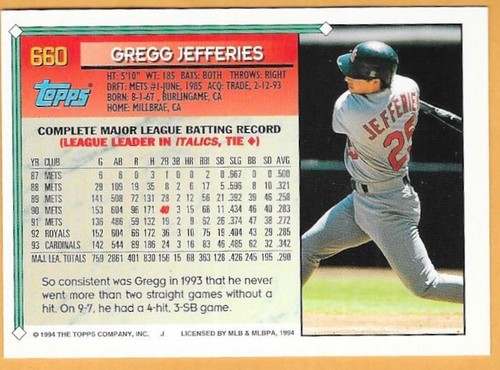 660
GREGG JEFFERIES
Topps
HT: 5'10" WT: 185 BATS: BOTH THROWS: RIGHT
DRFT: METS #1-JUNE, 1985 ACQ: TRADE, 2-12-93
BORN: 8-1-67, BURLINGAME, CA
HOME: MILLBRAE, CA
COMPLETE MAJOR LEAGUE BATTING RECORD
(LEAGUE LEADER IN ITALICS, TIE ◆)
YR CLUB G AB R H 2B 3B HR RBI SB SLG BB SO AVG
87 METS 6 6 0 3 1 0 0 2 0 .667 0 0 .500
88 METS 29 109 19 35 8 2 6 17 5 .596 8 10 .321
89 METS 141 508 72 131 28 2 12 56 21 .392 39 46 .258
90 METS 153 604 96 171 40 3 15 68 11 .434 46 40 .283
91 METS 136 486 59 132 19 2 9 62 26 .374 47 38 .272
92 ROYALS 152 604 66 172 36 3 10 75 19 .404 43 29 .285
93 CARDINALS 142 544 89 186 24 3 16 83 46 .485 62 32 .342
MAJ. LEA. TOTALS 759 2861 401 830 156 15 68 363 128 .425 245 195 .290
So consistent was Gregg in 1993 that he never
went more than two straight games without a
hit. On 9-7, he had a 4-hit, 3-SB game.
© 1994 THE TOPPS COMPANY, INC. J LICENSED BY MLB & MLBPA, 1994
JEFFERIES
25